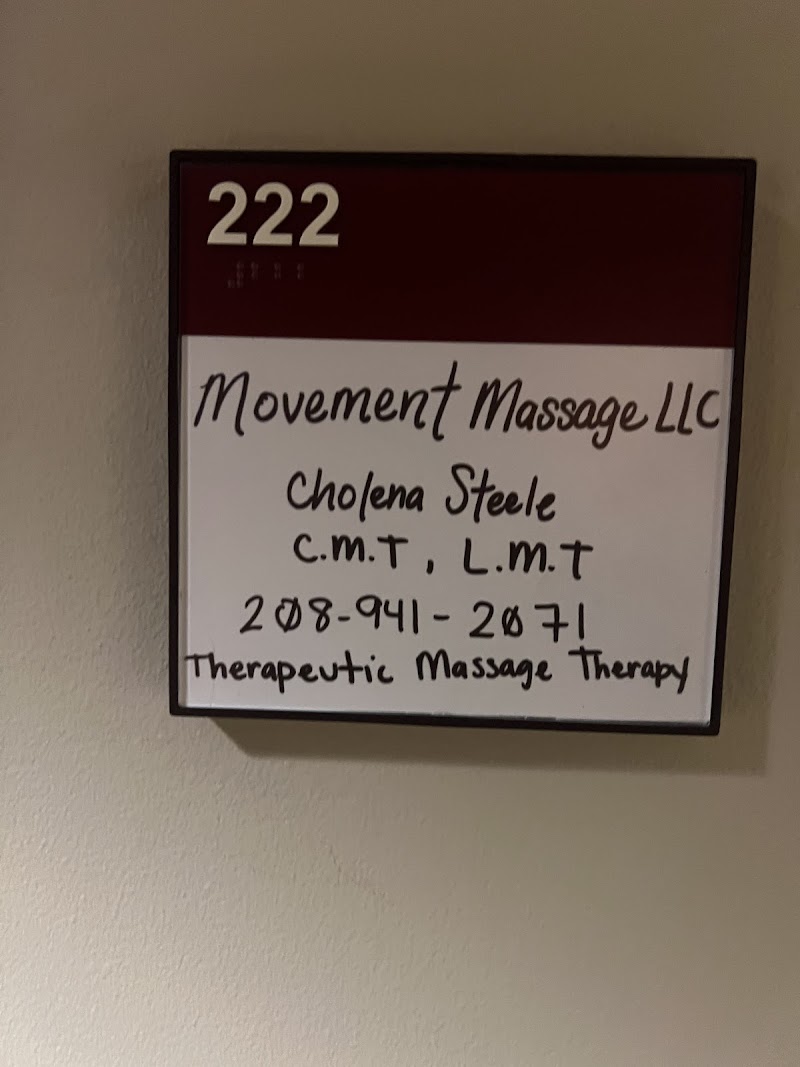 222
Movement Massage LLC
Cholena Steele
C.M.T, L.M.T
208-941-2071
Therapeutic Massage Therapy